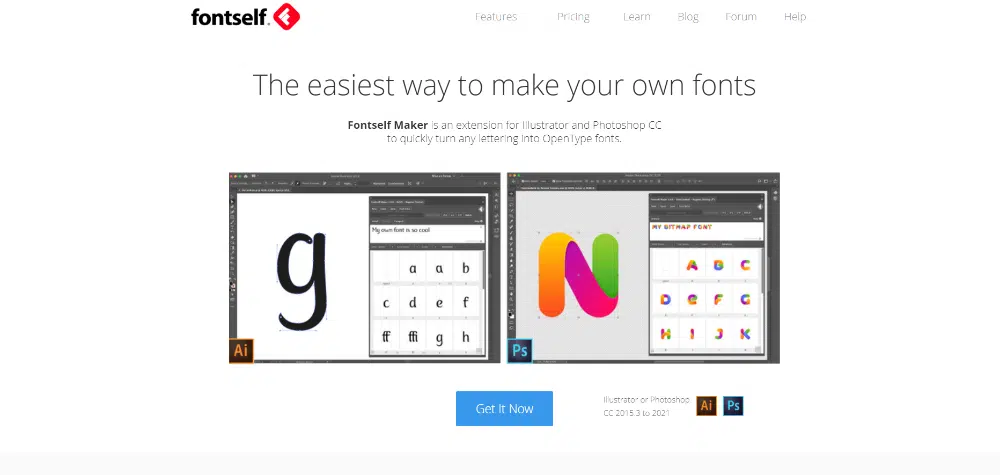 fontself
Features
Pricing
Learn
Blog
Forum
Help
The easiest way to make your own fonts
Fontself Maker is an extension for Illustrator and Photoshop CC
to quickly turn any lettering into OpenType fonts.
g
My own font is so cool
a a b
c d e f
ff ffi g h
Ai
N
MY BITMAP FONT
A B C
D E F G
H I J K
Ps
Get It Now
Illustrator or Photoshop
CC 2015.3 to 2021
Ai Ps